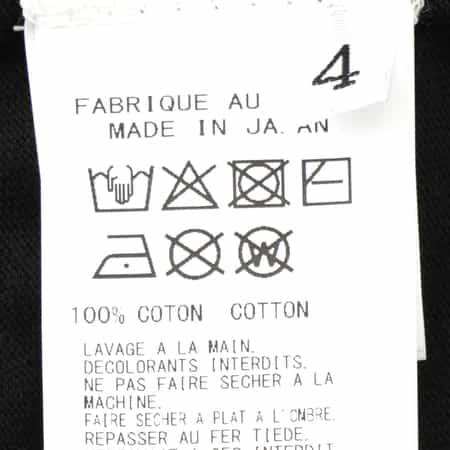 4
FABRIQUE AU
MADE IN JA. AN
W
100% COTON COTTON
LAVAGE A LA MAIN.
DECOLORANTS INTERDITS.
NE PAS FAIRE SECHER A LA
MACHINE.
FAIRE SECHER A PLAT A L'OMBRE.
REPASSER AU FER TIEDE.